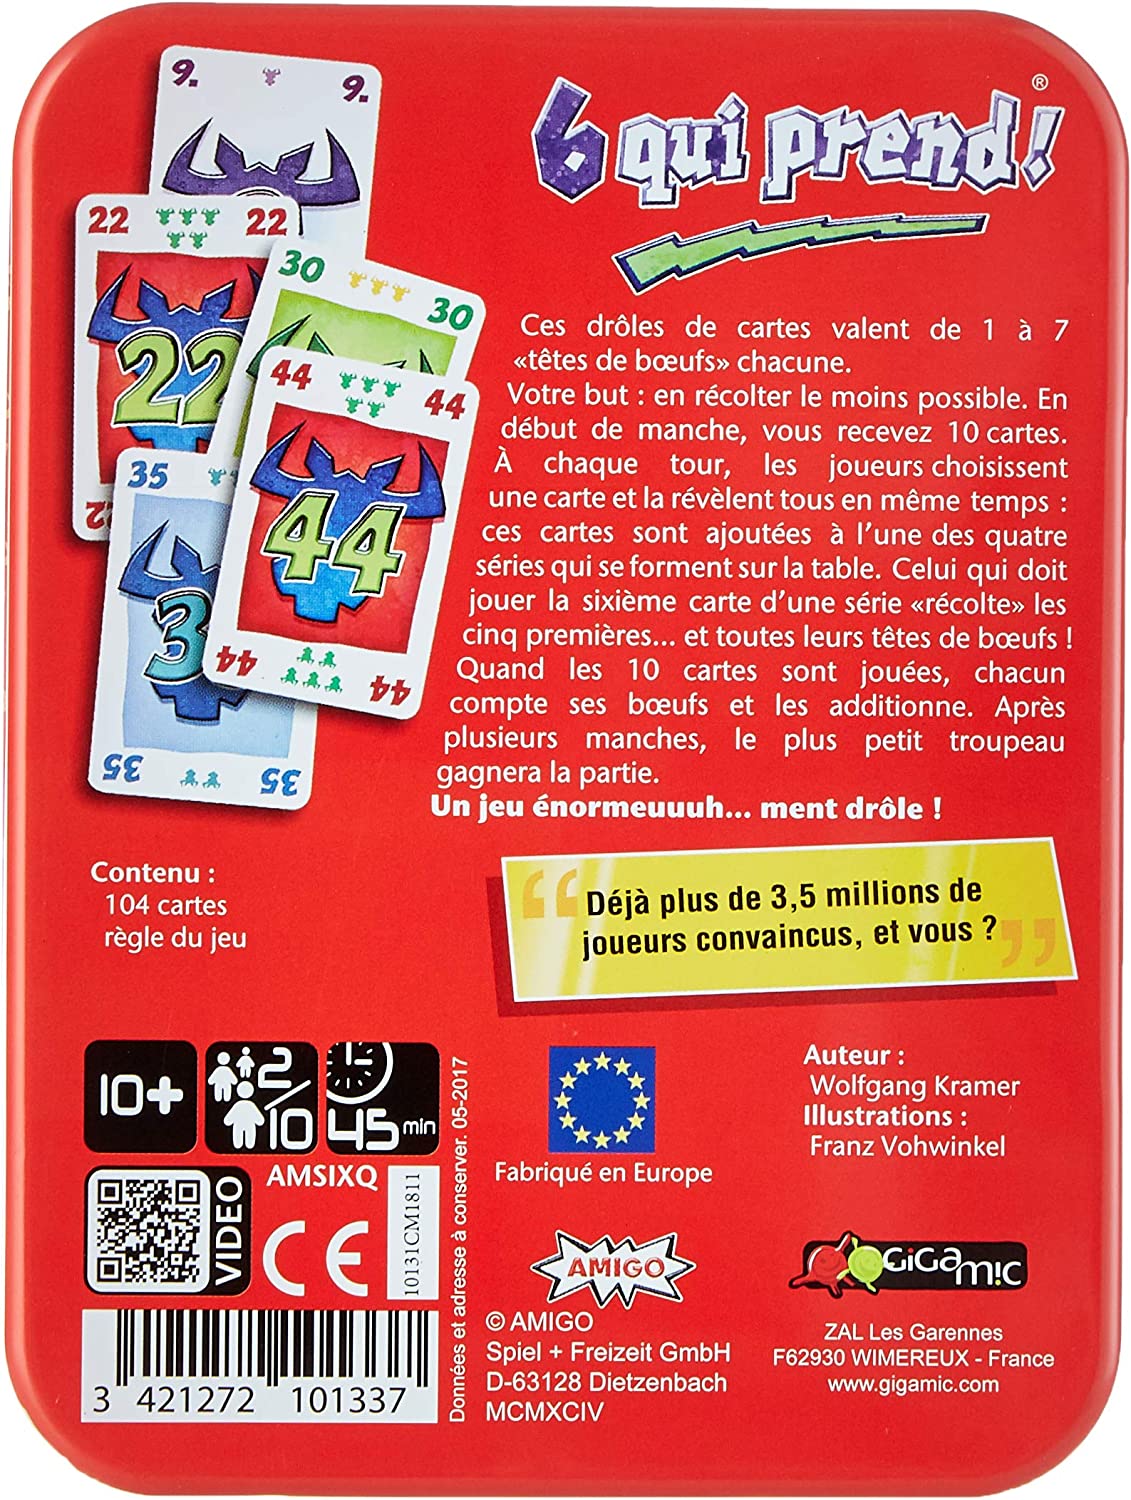 9.
9.
22
22
30
30
44
44
22
44
35
3
44
44
22
35
35
6 qui prend!
®
Ces drôles de cartes valent de 1 à 7
«têtes de bœufs» chacune.
Votre but : en récolter le moins possible. En
début de manche, vous recevez 10 cartes.
À chaque tour, les joueurs choisissent
une carte et la révèlent tous en même temps :
ces cartes sont ajoutées à l'une des quatre
séries qui se forment sur la table. Celui qui doit
jouer la sixième carte d'une série «récolte» les
cinq premières... et toutes leurs têtes de bœufs !
Quand les 10 cartes sont jouées, chacun
compte ses bœufs et les additionne. Après
plusieurs manches, le plus petit troupeau
gagnera la partie.
Un jeu énormeuuuh... ment drôle !
Contenu :
104 cartes
règle du jeu
“Déjà plus de 3,5 millions de
joueurs convaincus, et vous ?”
10+
2/10
45 min
VIDEO
AMSIXQ
CE
10131CM1811
Données et adresse à conserver. 05-2017
3 421272 101337
Fabriqué en Europe
AMIGO
© AMIGO
Spiel + Freizeit GmbH
D-63128 Dietzenbach
MCMXCIV
Auteur :
Wolfgang Kramer
Illustrations :
Franz Vohwinkel
GiGamic
ZAL Les Garennes
F62930 WIMEREUX - France
www.gigamic.com